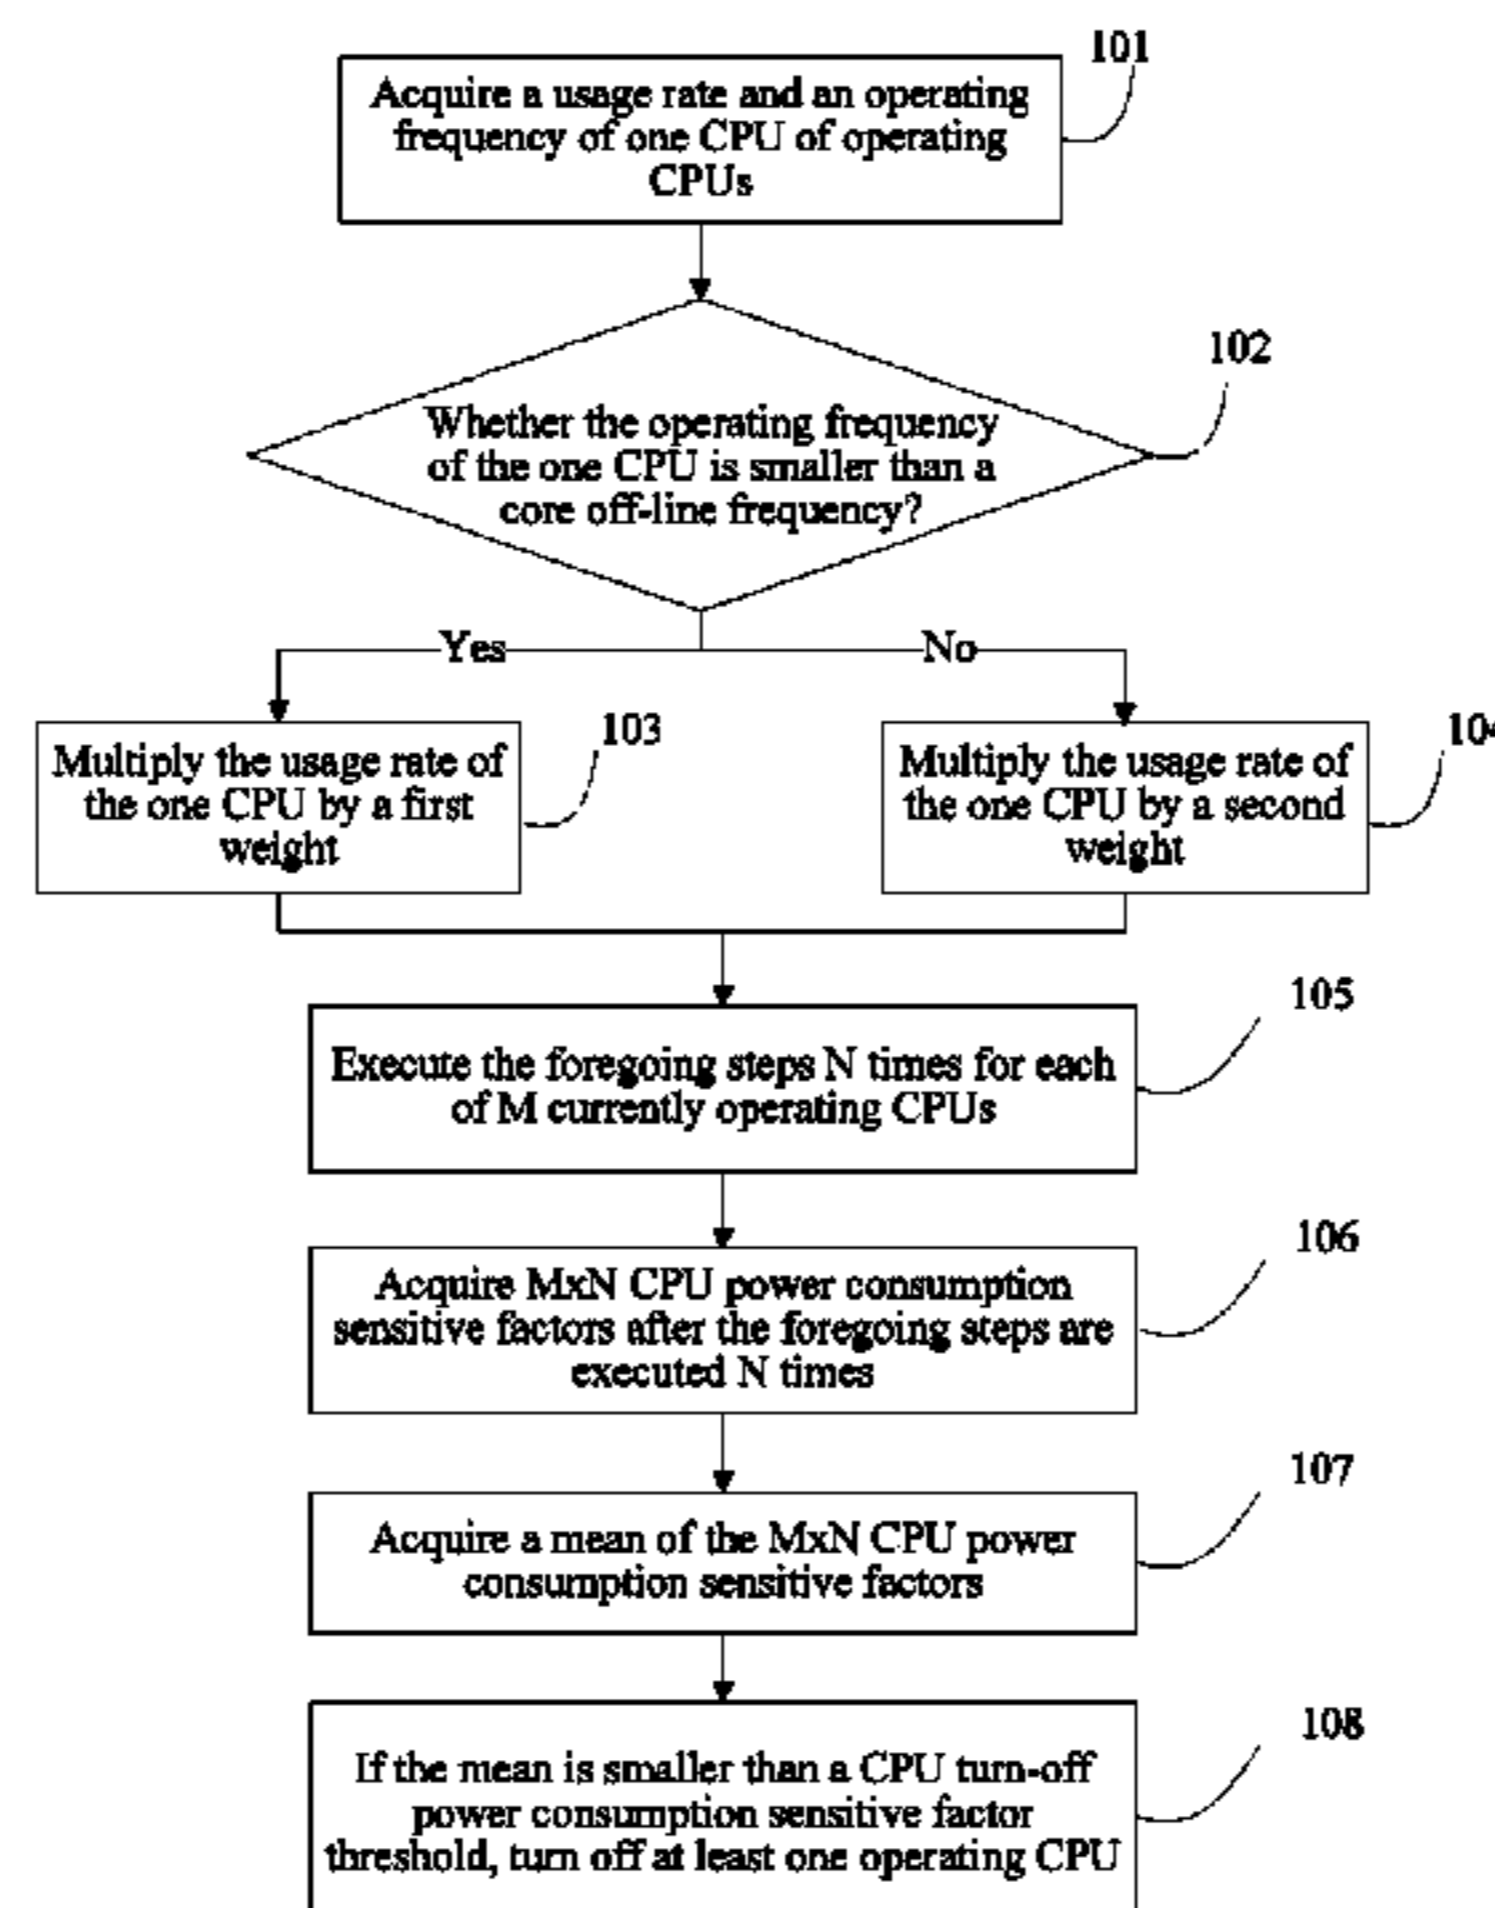 101
Acquire a usage rate and an operating
frequency of one CPU of operating
CPUs
102
Whether the operating frequency
of the one CPU is smaller than a
core off-line frequency?
Yes
No
103
Multiply the usage rate of
the one CPU by a first
weight
104
Multiply the usage rate of
the one CPU by a second
weight
105
Execute the foregoing steps N times for each
of M currently operating CPUs
106
Acquire MxN CPU power consumption
sensitive factors after the foregoing steps are
executed N times
107
Acquire a mean of the MxN CPU power
consumption sensitive factors
108
If the mean is smaller than a CPU turn-off
power consumption sensitive factor
threshold, turn off at least one operating CPU